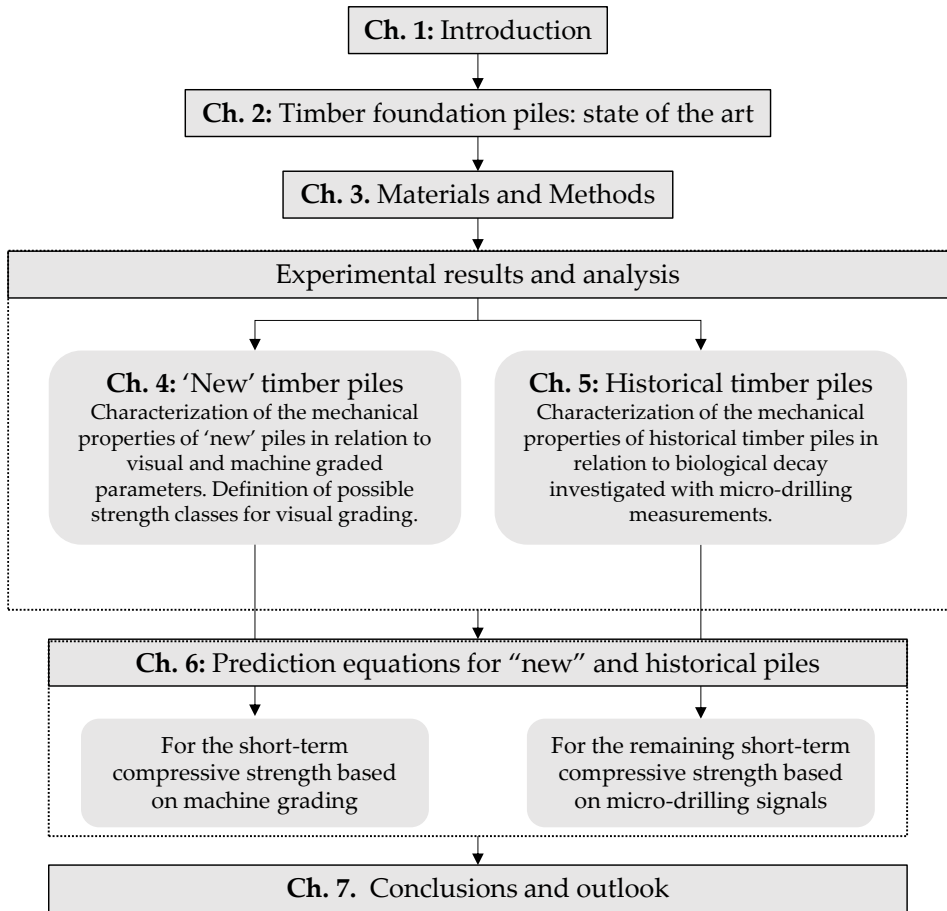 Ch. 1: Introduction
Ch. 2: Timber foundation piles: state of the art
Ch. 3. Materials and Methods
Experimental results and analysis
Ch. 4: ‘New’ timber piles
Characterization of the mechanical
properties of ‘new’ piles in relation to
visual and machine graded
parameters. Definition of possible
strength classes for visual grading.
Ch. 5: Historical timber piles
Characterization of the mechanical
properties of historical timber piles in
relation to biological decay
investigated with micro-drilling
measurements.
Ch. 6: Prediction equations for “new” and historical piles
For the short-term
compressive strength based
on machine grading
For the remaining short-term
compressive strength based
on micro-drilling signals
Ch. 7. Conclusions and outlook